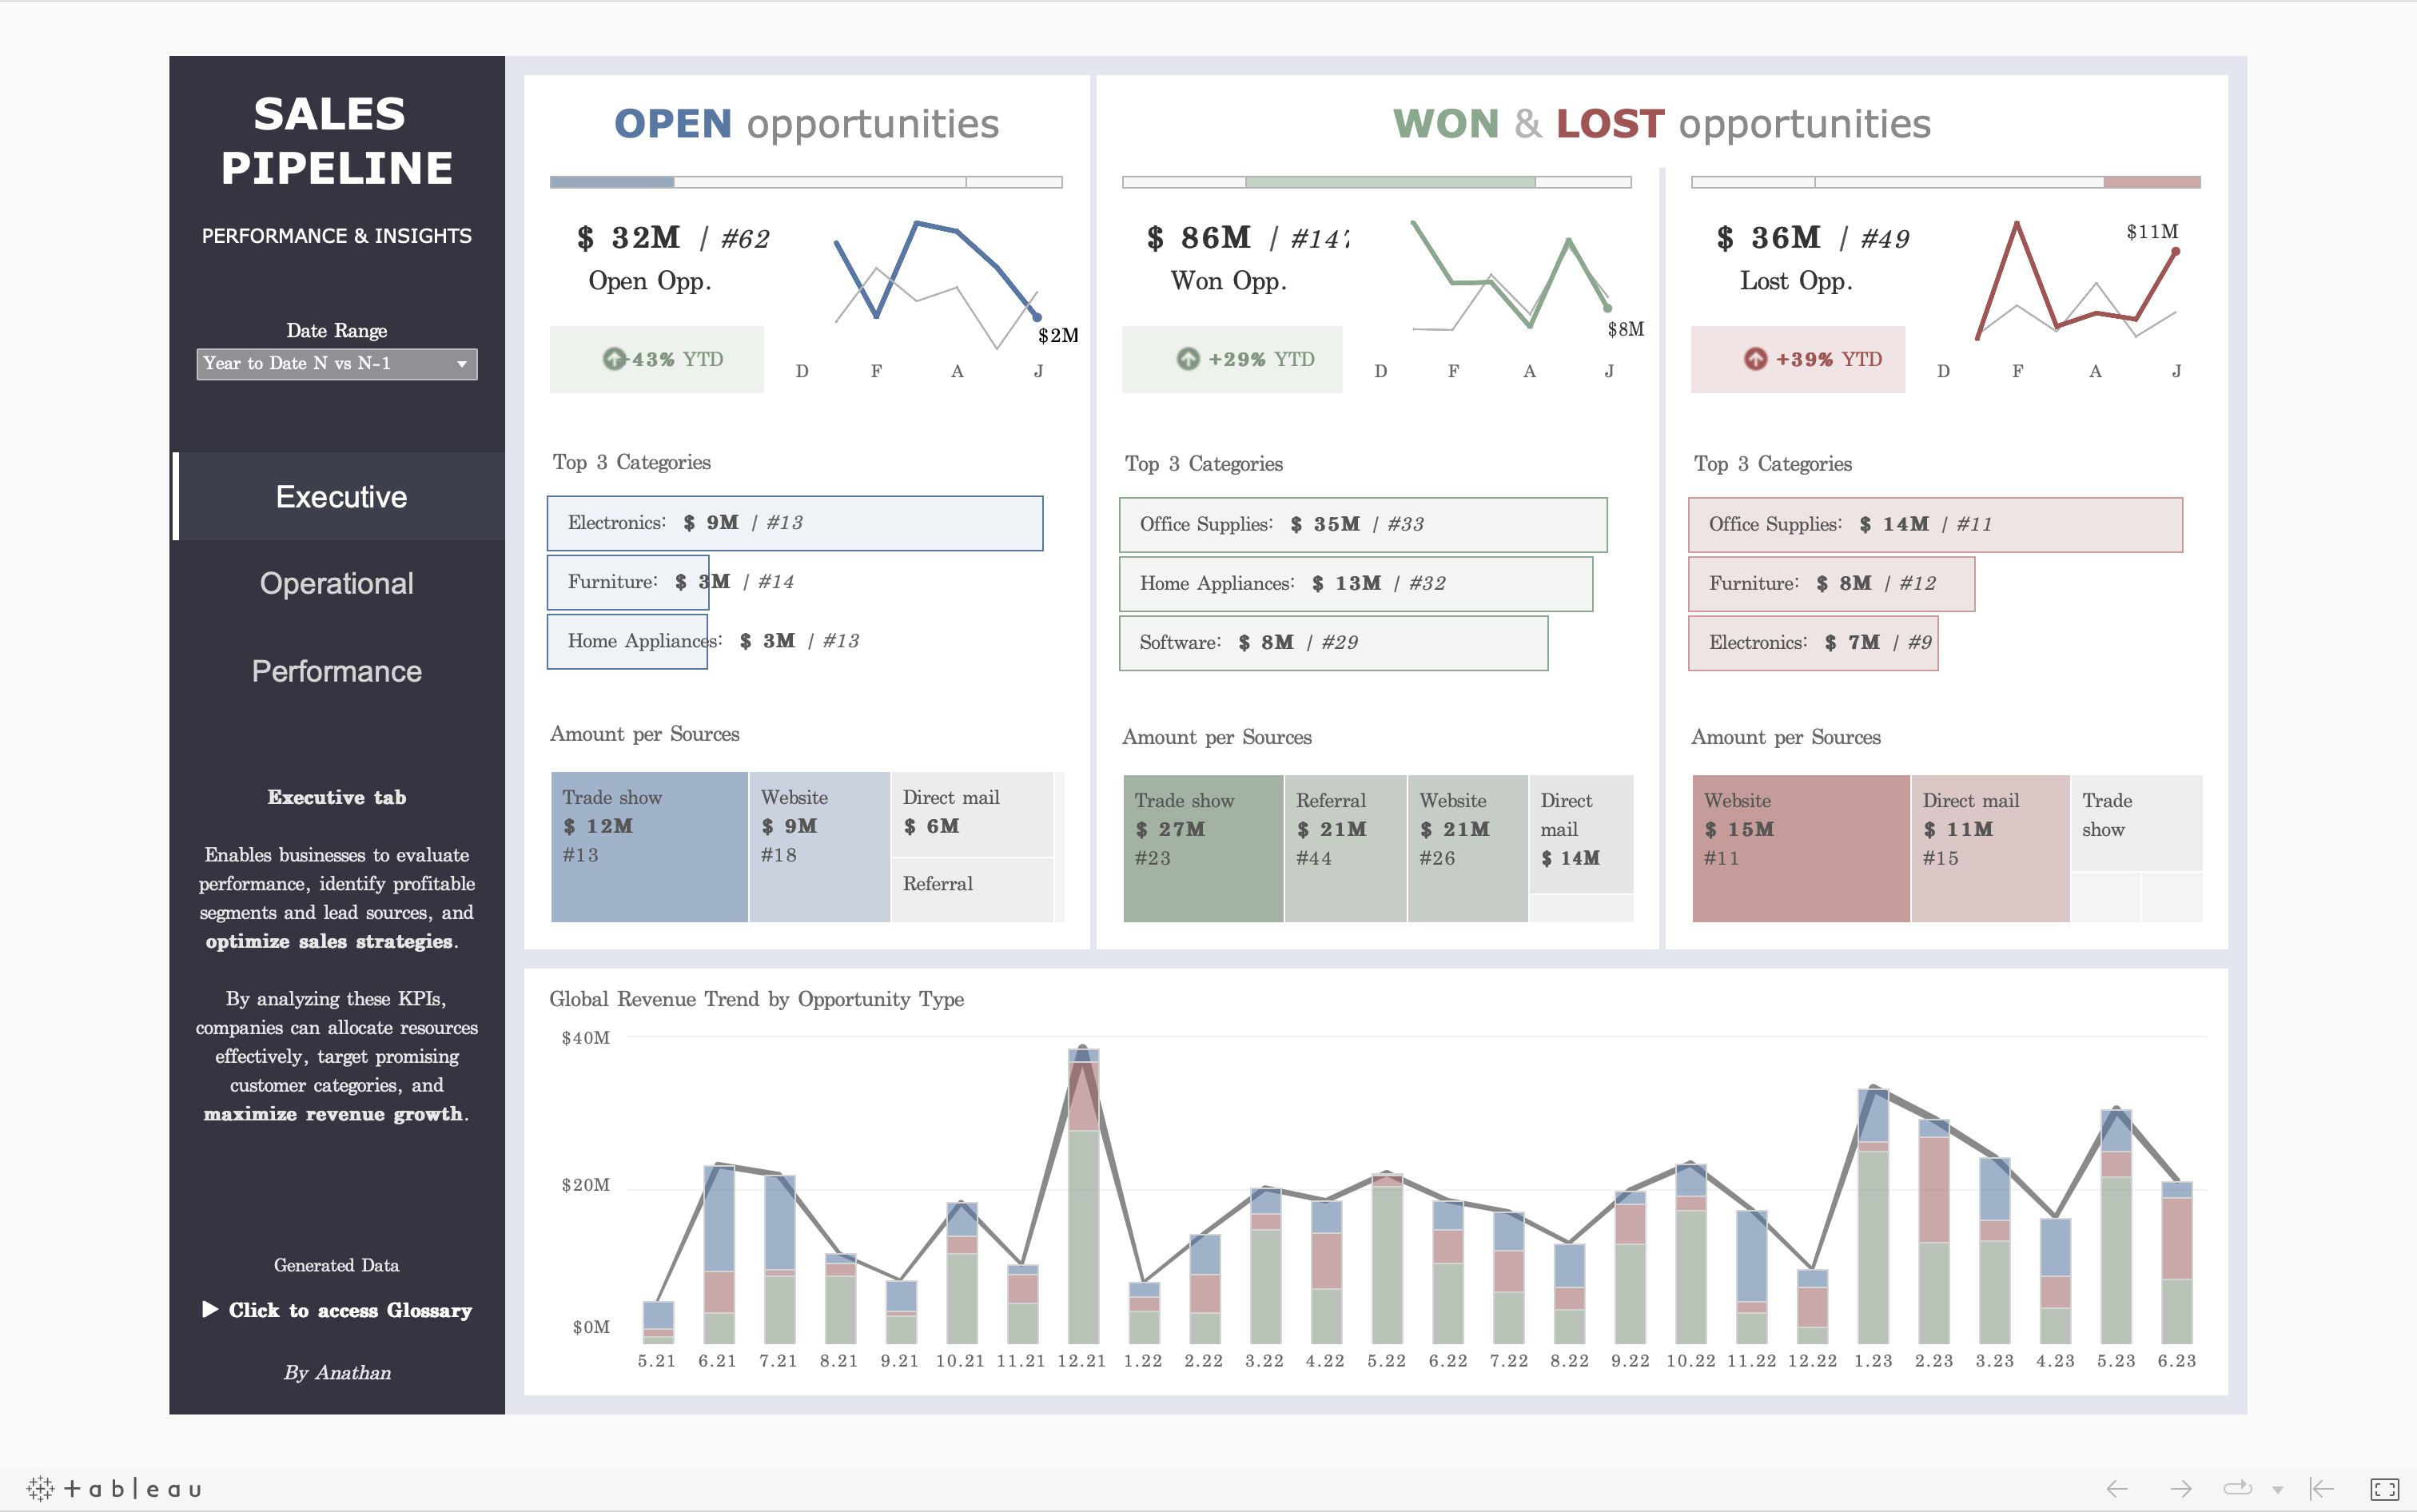 SALES
PIPELINE
PERFORMANCE & INSIGHTS
Date Range
Year to Date N vs N-1
Executive
Operational
Performance
Executive tab
Enables businesses to evaluate
performance, identify profitable
segments and lead sources, and
optimize sales strategies.
By analyzing these KPIs,
companies can allocate resources
effectively, target promising
customer categories, and
maximize revenue growth.
Generated Data
▶ Click to access Glossary
By Anathan
OPEN opportunities
$ 32M / #62
Open Opp.
+43% YTD
$2M
D F A J
Top 3 Categories
Electronics: $ 9M / #13
Furniture: $ 3M / #14
Home Appliances: $ 3M / #13
Amount per Sources
Trade show
$ 12M
#13
Website
$ 9M
#18
Direct mail
$ 6M
Referral
WON & LOST opportunities
$ 86M / #147
Won Opp.
+29% YTD
$8M
D F A J
Top 3 Categories
Office Supplies: $ 35M / #33
Home Appliances: $ 13M / #32
Software: $ 8M / #29
Amount per Sources
Trade show
$ 27M
#23
Referral
$ 21M
#44
Website
$ 21M
#26
Direct
mail
$ 14M
$ 36M / #49
Lost Opp.
+39% YTD
$11M
D F A J
Top 3 Categories
Office Supplies: $ 14M / #11
Furniture: $ 8M / #12
Electronics: $ 7M / #9
Amount per Sources
Website
$ 15M
#11
Direct mail
$ 11M
#15
Trade
show
Global Revenue Trend by Opportunity Type
$40M
$20M
$0M
5.21 6.21 7.21 8.21 9.21 10.21 11.21 12.21 1.22 2.22 3.22 4.22 5.22 6.22 7.22 8.22 9.22 10.22 11.22 12.22 1.23 2.23 3.23 4.23 5.23 6.23
+ableau